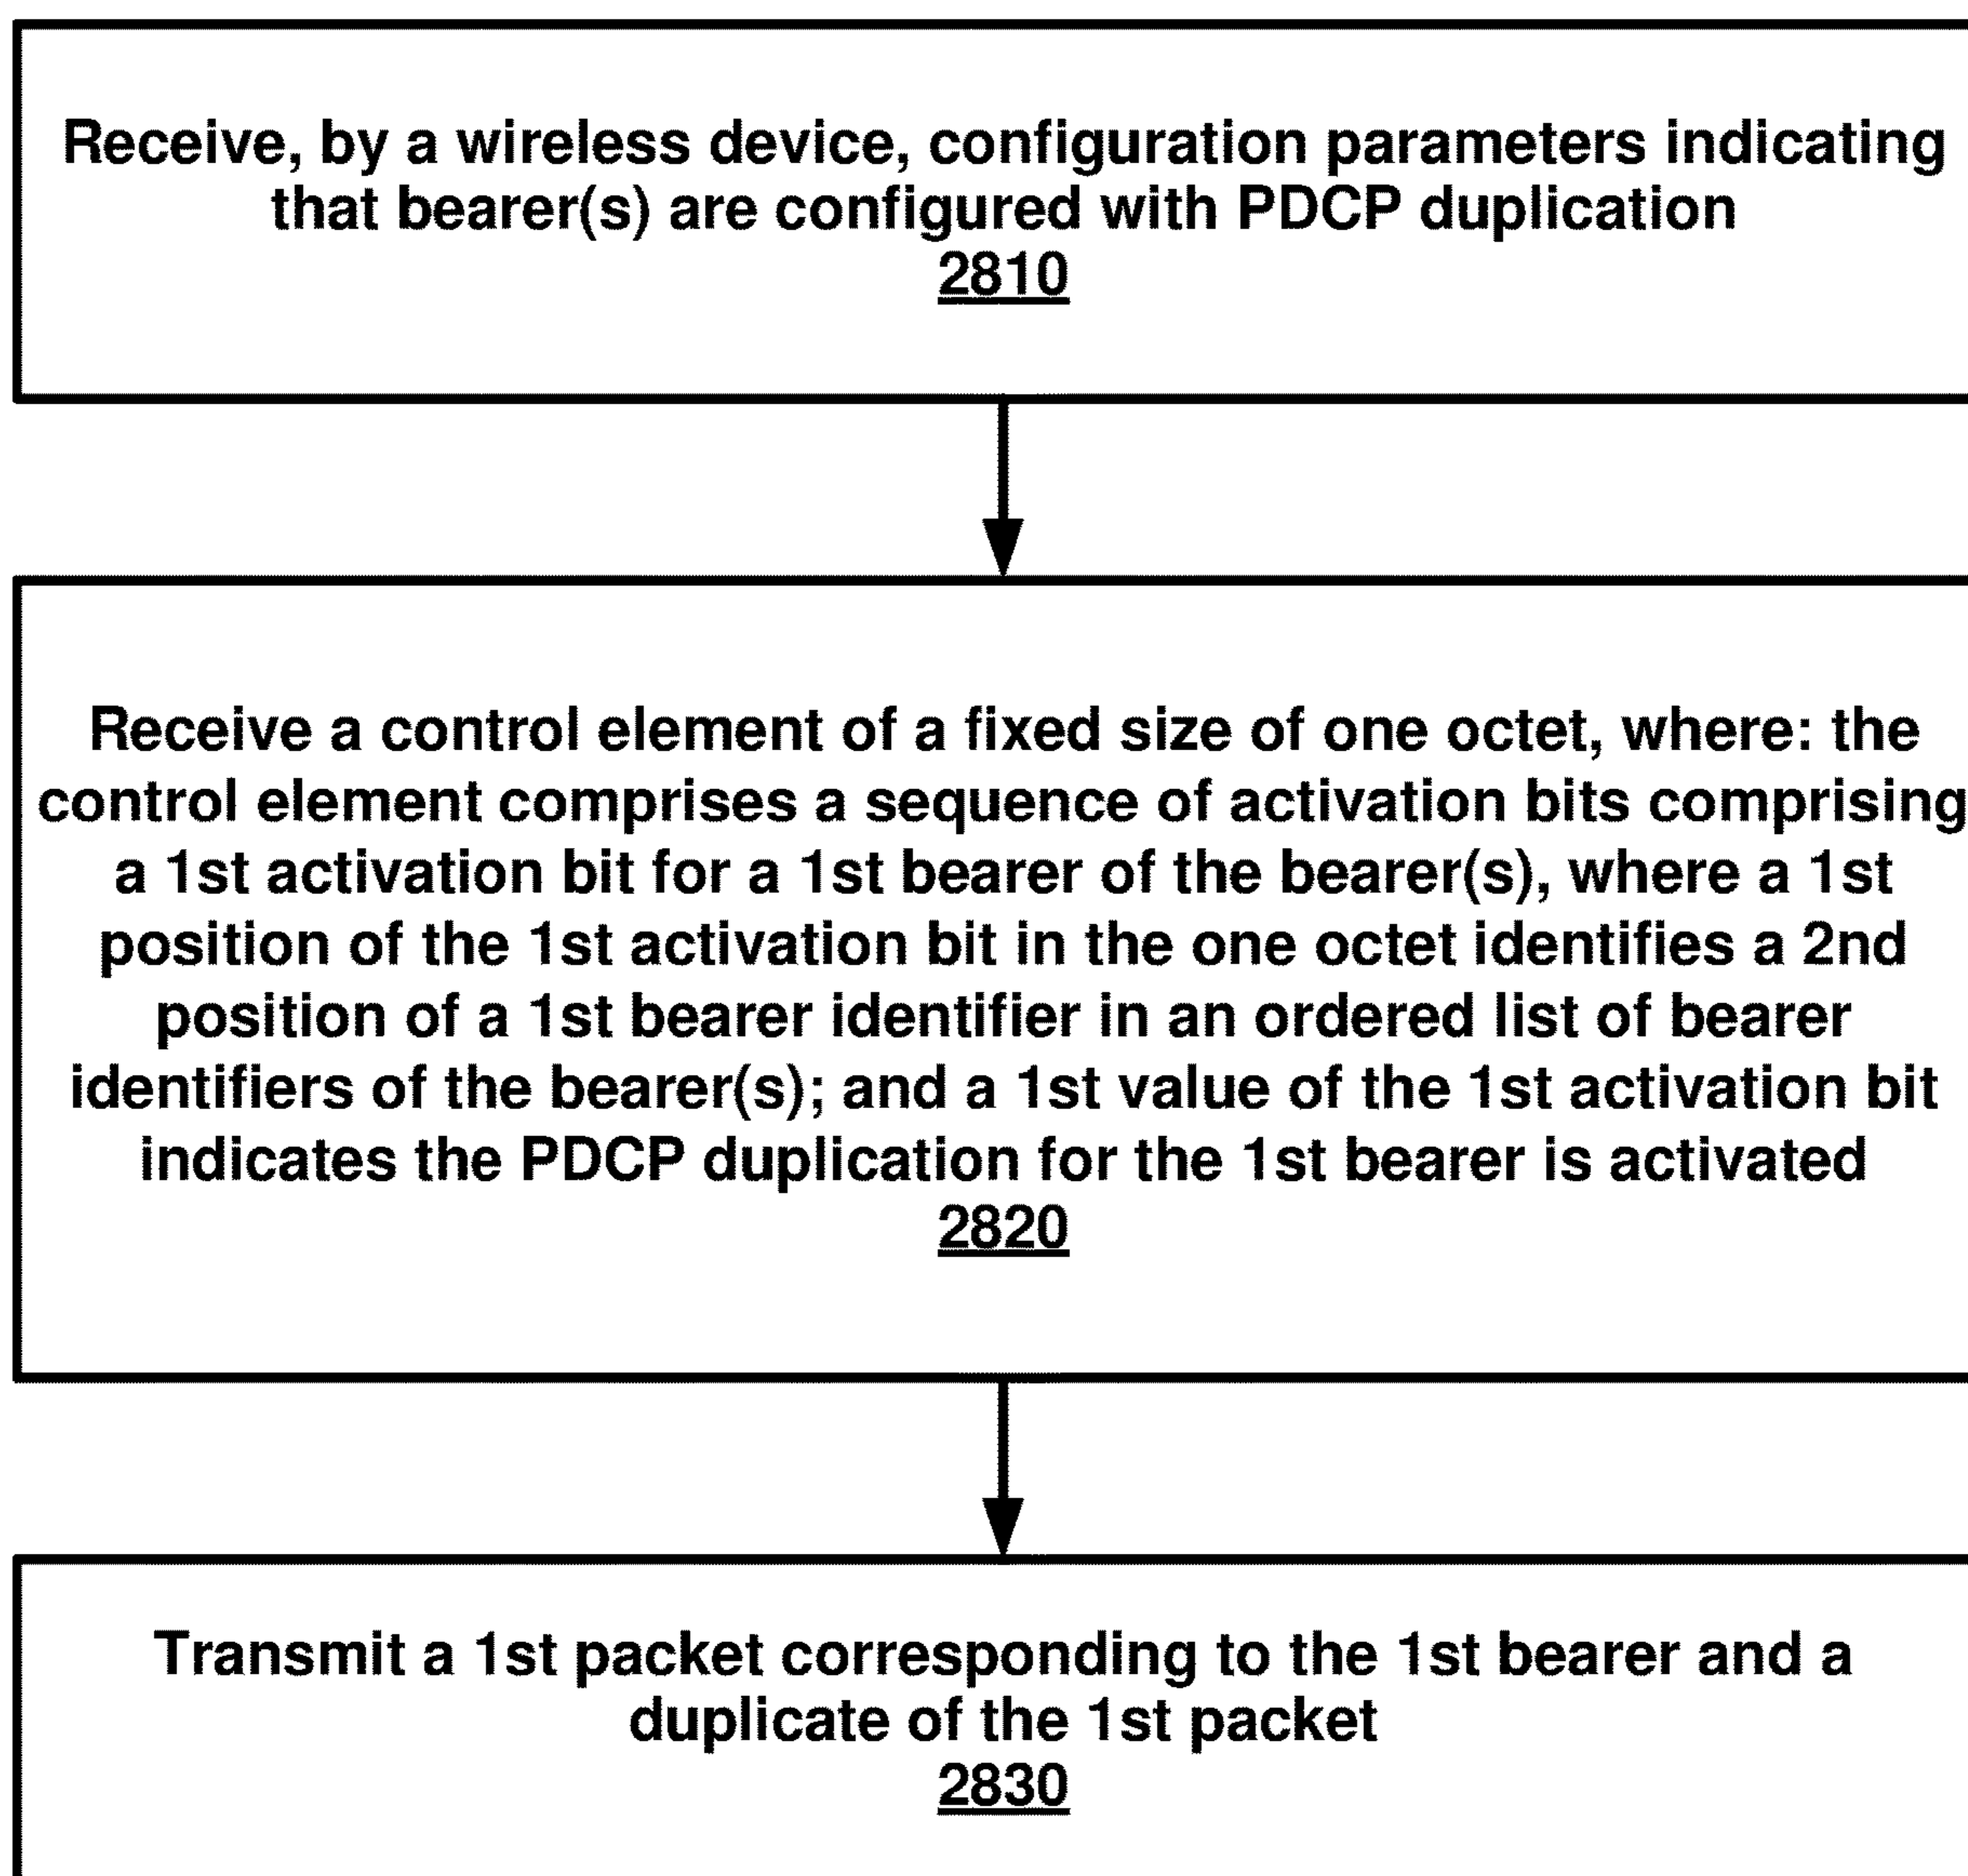 Receive, by a wireless device, configuration parameters indicating
that bearer(s) are configured with PDCP duplication
2810
Receive a control element of a fixed size of one octet, where: the
control element comprises a sequence of activation bits comprising
a 1st activation bit for a 1st bearer of the bearer(s), where a 1st
position of the 1st activation bit in the one octet identifies a 2nd
position of a 1st bearer identifier in an ordered list of bearer
identifiers of the bearer(s); and a 1st value of the 1st activation bit
indicates the PDCP duplication for the 1st bearer is activated
2820
Transmit a 1st packet corresponding to the 1st bearer and a
duplicate of the 1st packet
2830